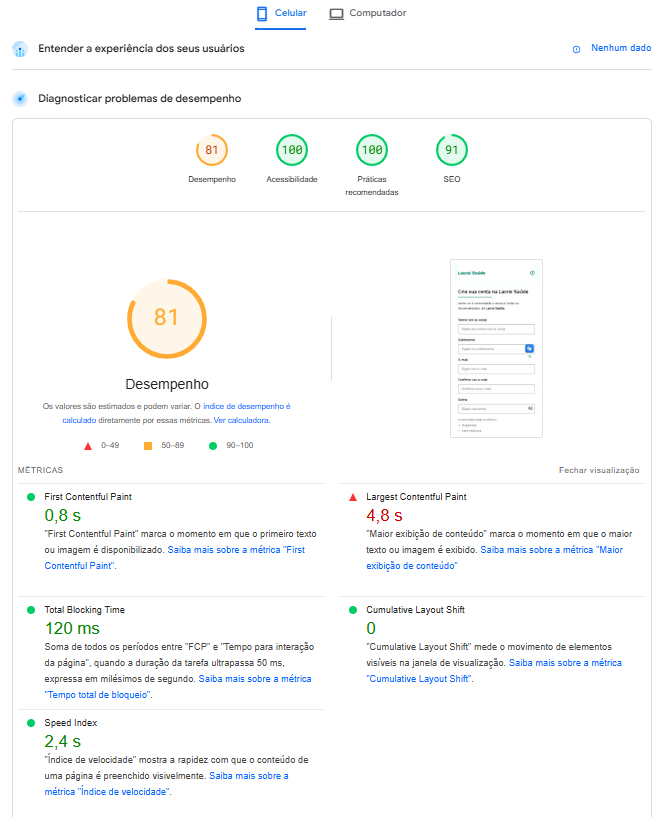 Celular
Computador
Entender a experiência dos seus usuários
Nenhum dado
Diagnosticar problemas de desempenho
81
100
100
91
Desempenho
Acessibilidade
Práticas
recomendadas
SEO
81
Desempenho
Os valores são estimados e podem variar. O índice de desempenho é
calculado diretamente por essas métricas. Ver calculadora.
0–49
50–89
90–100
Lacrei Saúde
Crie sua conta na Lacrei Saúde
Nome civil ou social
Sobrenome
E-mail
Confirme seu e-mail
Senha
MÉTRICAS
Fechar visualização
First Contentful Paint
0,8 s
"First Contentful Paint" marca o momento em que o primeiro texto
ou imagem é disponibilizado. Saiba mais sobre a métrica "First
Contentful Paint".
Largest Contentful Paint
4,8 s
"Maior exibição de conteúdo" marca o momento em que o maior
texto ou imagem é exibido. Saiba mais sobre a métrica "Maior
exibição de conteúdo"
Total Blocking Time
120 ms
Soma de todos os períodos entre "FCP" e "Tempo para interação
da página", quando a duração da tarefa ultrapassa 50 ms,
expressa em milésimos de segundo. Saiba mais sobre a métrica
"Tempo total de bloqueio".
Cumulative Layout Shift
0
"Cumulative Layout Shift" mede o movimento de elementos
visíveis na janela de visualização. Saiba mais sobre a métrica
"Cumulative Layout Shift".
Speed Index
2,4 s
"Índice de velocidade" mostra a rapidez com que o conteúdo de
uma página é preenchido visivelmente. Saiba mais sobre a
métrica "Índice de velocidade".